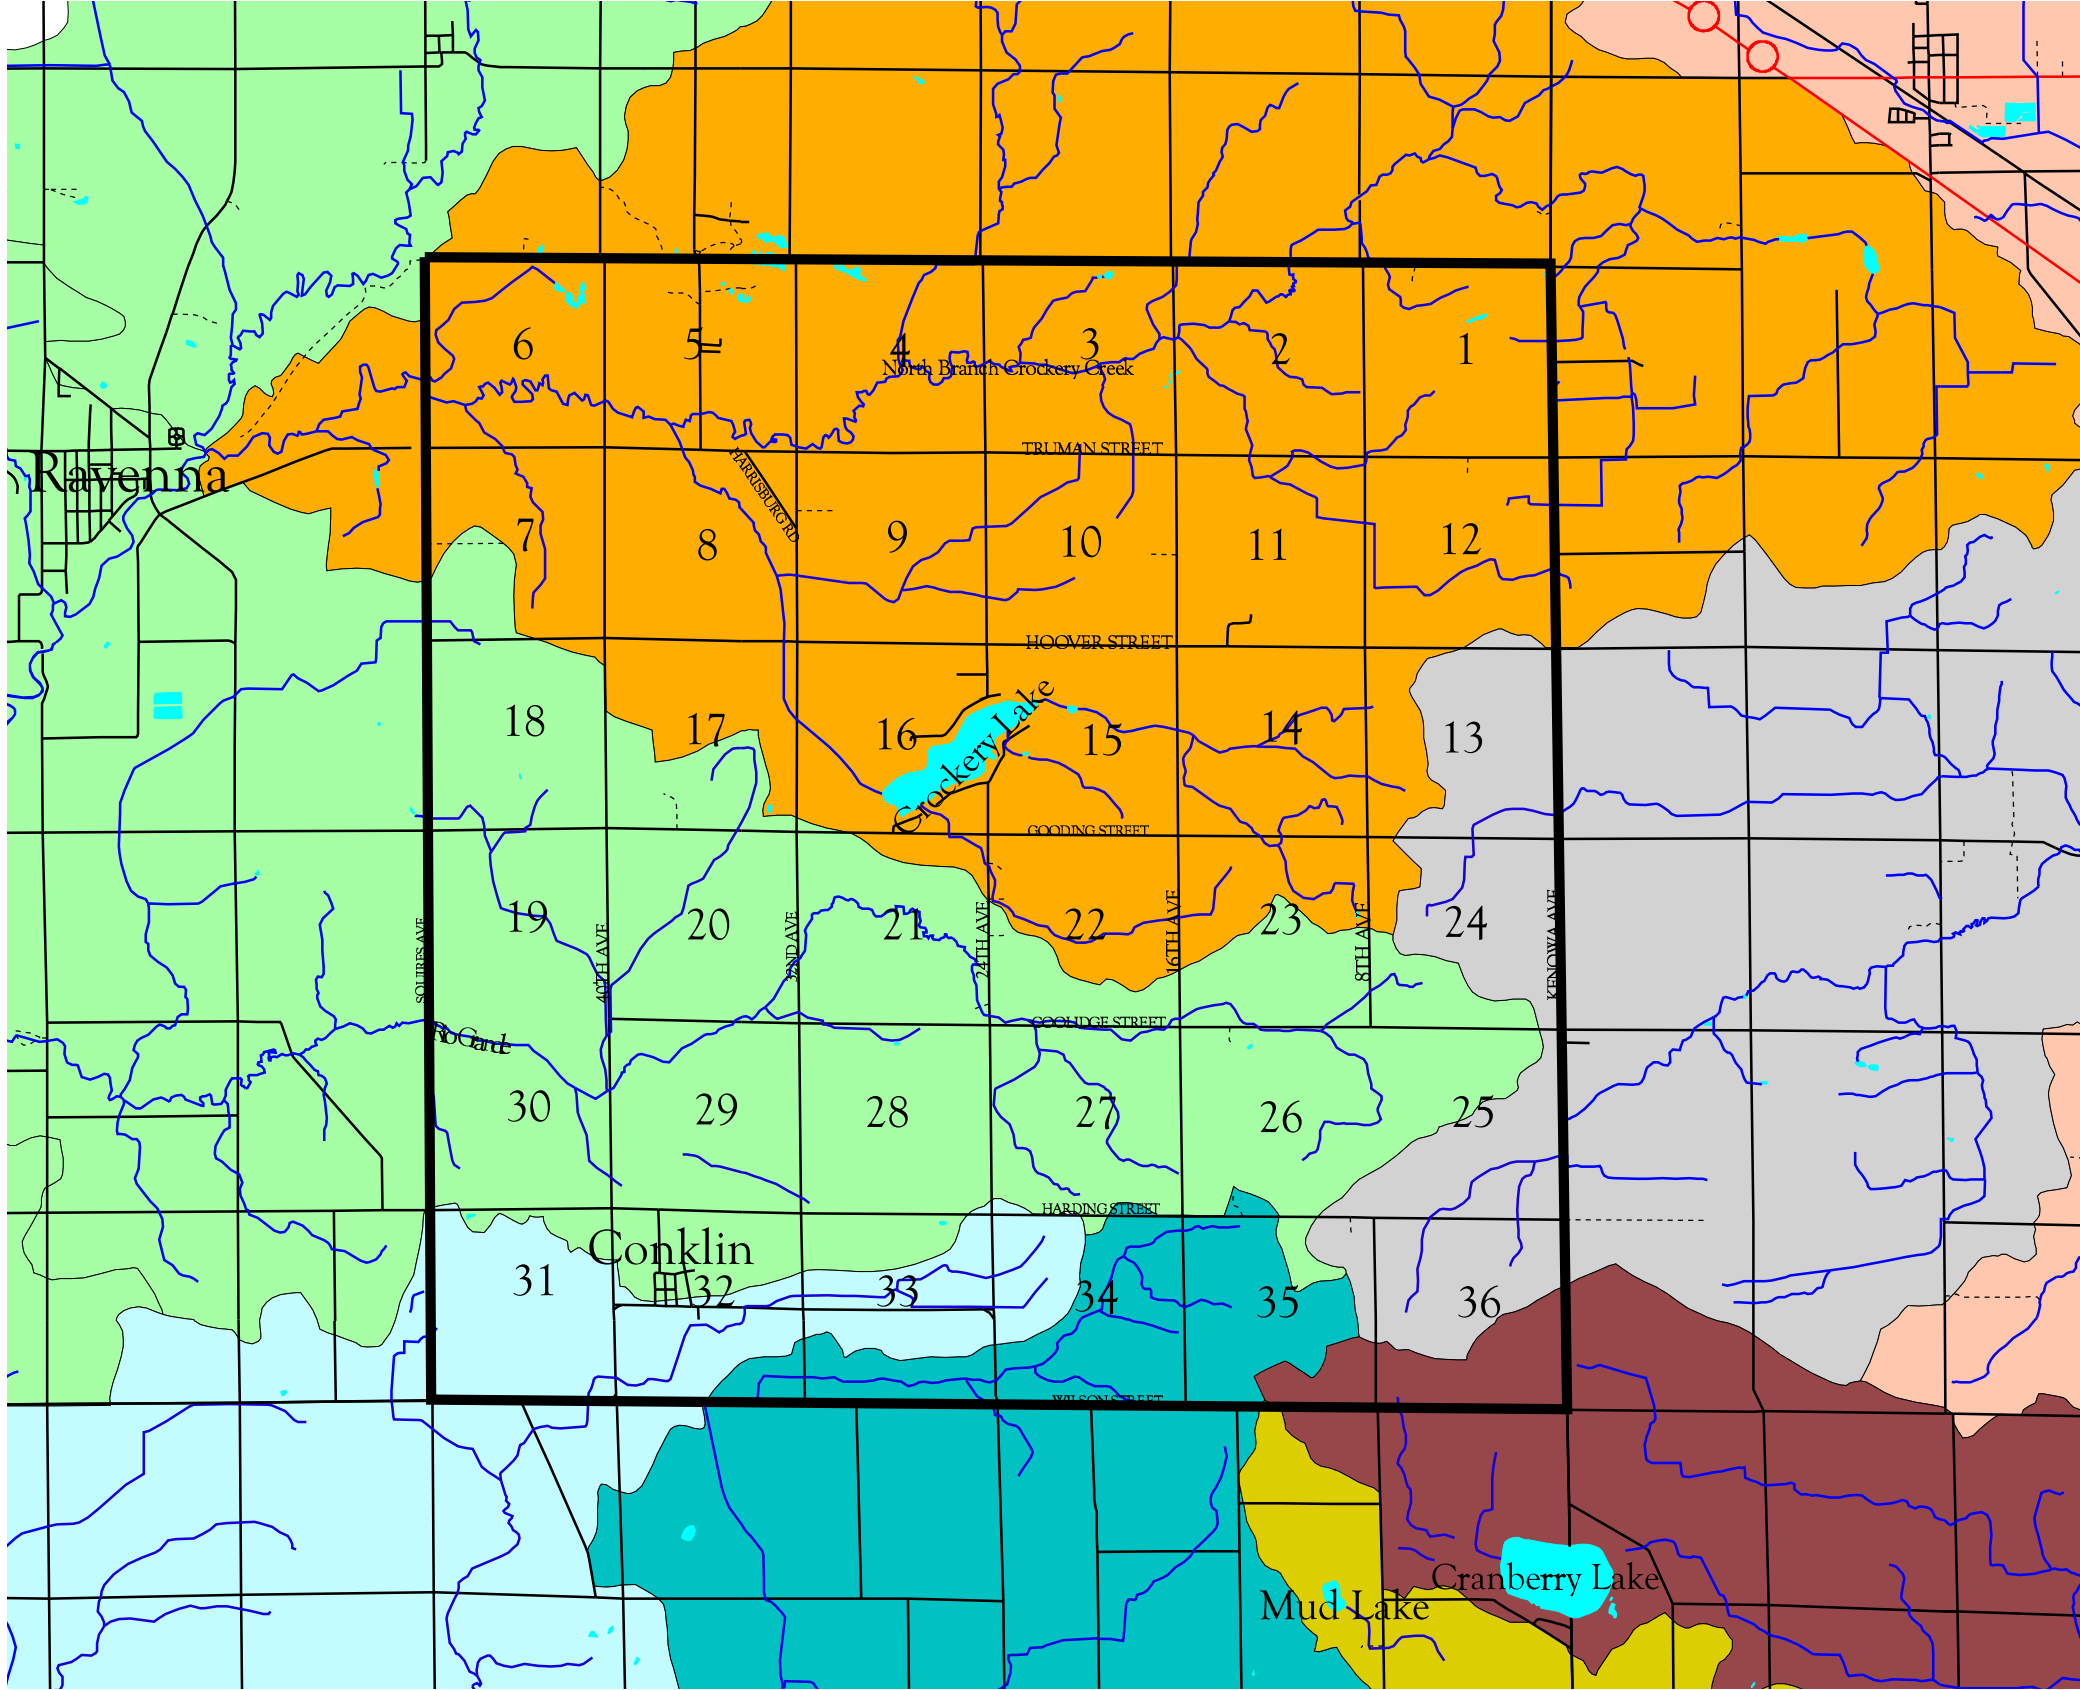 6
5
4
3
2
1
North Branch Crockery Creek
TRUMAN STREET
HARRISBURG RD
Ravenna
7
8
9
10
11
12
HOOVER STREET
18
17
16
Crockery Lake
15
14
13
GOODING STREET
19
20
21
22
23
24
SQUIRES AVE
40TH AVE
32ND AVE
24TH AVE
16TH AVE
8TH AVE
KENOWA AVE
COOLIDGE STREET
Rio Grande
30
29
28
27
26
25
HARDING STREET
Conklin
31
32
33
34
35
36
WILSON STREET
Cranberry Lake
Mud Lake